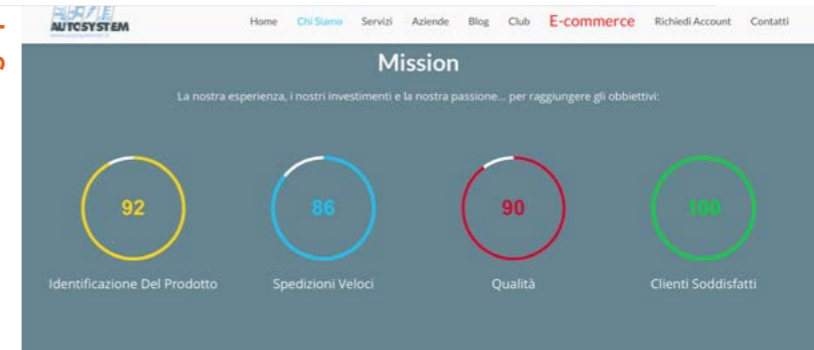 AUTOSYSTEM
Home Chi Siamo Servizi Aziende Blog Club E-commerce Richiedi Account Contatti
Mission
La nostra esperienza, i nostri investimenti e la nostra passione... per raggiungere gli obbiettivi:
92 86 90 100
Identificazione Del Prodotto Spedizioni Veloci Qualità Clienti Soddisfatti